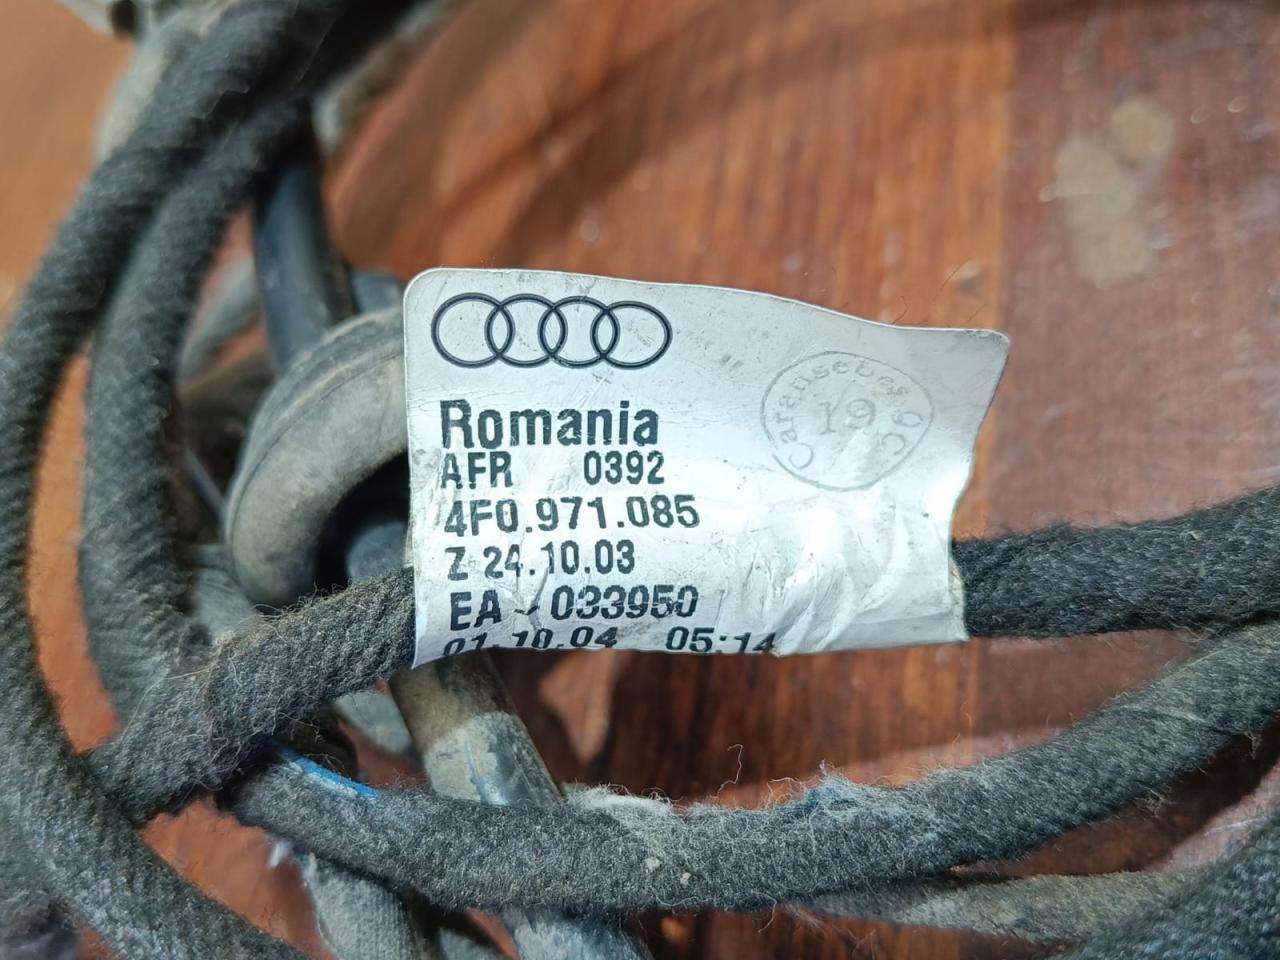 Romania
AFR 0392
4F0.971.085
Z 24.10.03
EA - 033950
01.10.04 05:14
Caransebes
19